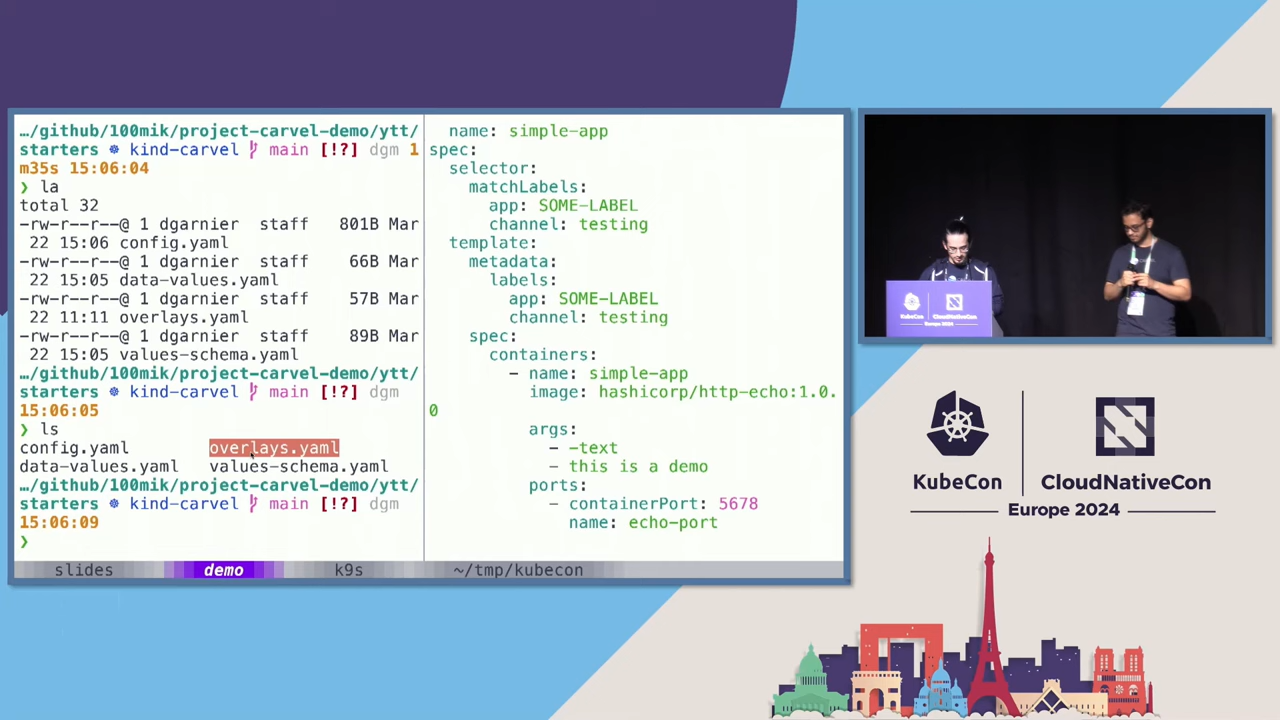 …/github/100mik/project-carvel-demo/ytt/
starters ☸ kind-carvel main [!?] dgm 1
m35s 15:06:04
❯ la
total 32
-rw-r--r--@ 1 dgarnier  staff   801B Mar
 22 15:06 config.yaml
-rw-r--r--@ 1 dgarnier  staff    66B Mar
 22 15:05 data-values.yaml
-rw-r--r--@ 1 dgarnier  staff    57B Mar
 22 11:11 overlays.yaml
-rw-r--r--@ 1 dgarnier  staff    89B Mar
 22 15:05 values-schema.yaml
…/github/100mik/project-carvel-demo/ytt/
starters ☸ kind-carvel main [!?] dgm
15:06:05
❯ ls
config.yaml        overlays.yaml
data-values.yaml   values-schema.yaml
…/github/100mik/project-carvel-demo/ytt/
starters ☸ kind-carvel main [!?] dgm
15:06:09
❯
  name: simple-app
spec:
  selector:
    matchLabels:
      app: SOME-LABEL
      channel: testing
  template:
    metadata:
      labels:
        app: SOME-LABEL
        channel: testing
    spec:
      containers:
        - name: simple-app
          image: hashicorp/http-echo:1.0.
0
          args:
            - -text
            - this is a demo
          ports:
            - containerPort: 5678
              name: echo-port
slides demo k9s ~/tmp/kubecon
KubeCon CloudNativeCon
Europe 2024
KubeCon CloudNativeCon
Europe 2024